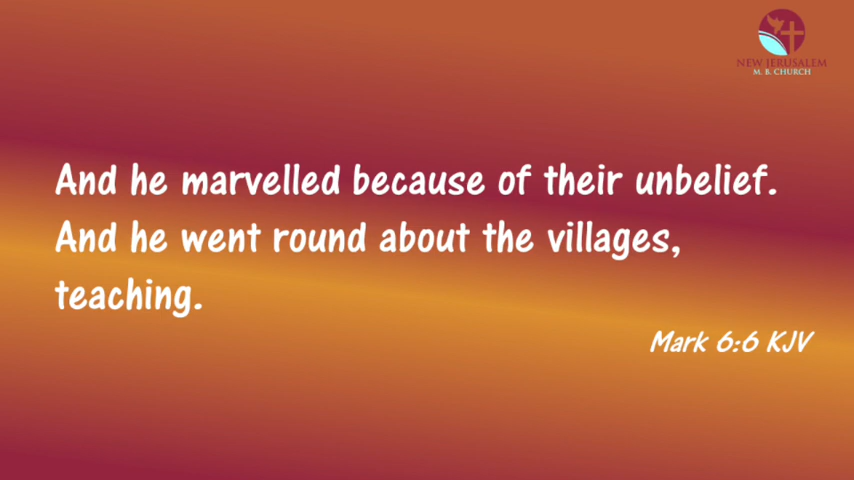 NEW JERUSALEM
M. B. CHURCH
And he marvelled because of their unbelief.
And he went round about the villages,
teaching.
Mark 6:6 KJV